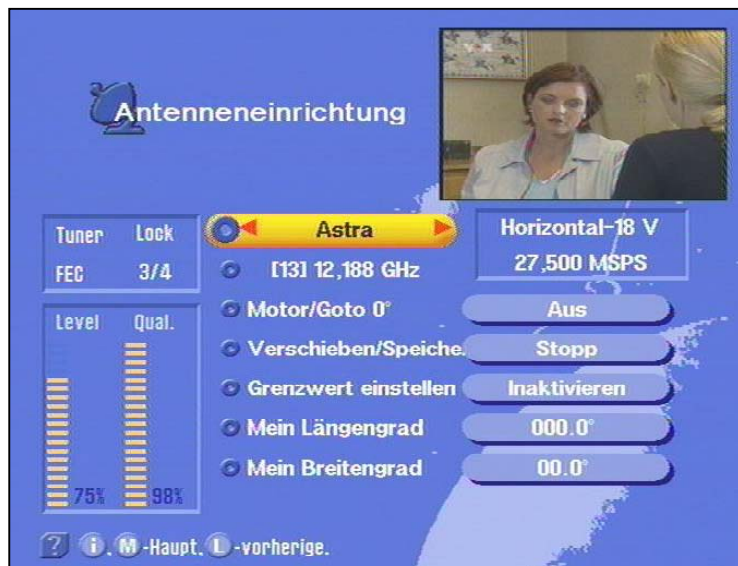 VOX
Antenneneinrichtung
Tuner Lock
FEC 3/4
Level Qual.
75% 98%
Astra
[13] 12,188 GHz
Horizontal-18 V
27,500 MSPS
Motor/Goto 0° Aus
Verschieben/Speiche. Stopp
Grenzwert einstellen Inaktivieren
Mein Längengrad 000.0°
Mein Breitengrad 00.0°
? i. M-Haupt. L-vorherige.